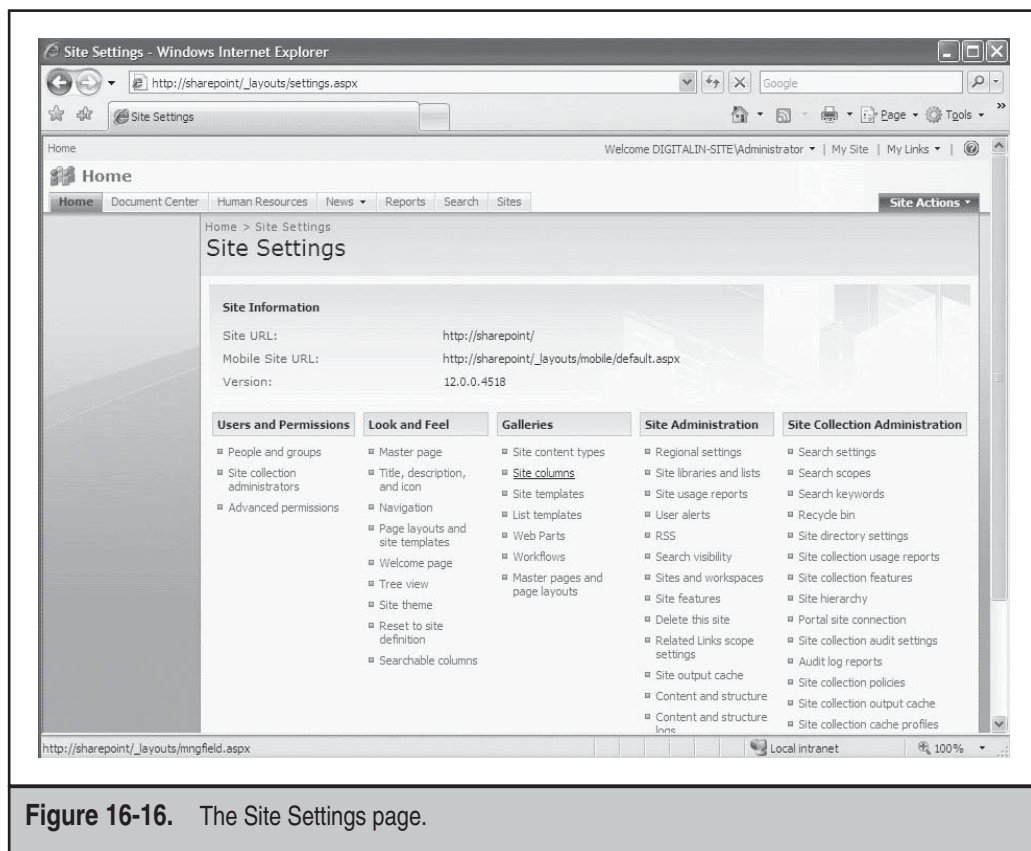 Site Settings - Windows Internet Explorer
http://sharepoint/_layouts/settings.aspx
Google
Site Settings
Page
Tools
Home
Welcome DIGITALIN-SITE\Administrator | My Site | My Links |
Home
Home Document Center Human Resources News Reports Search Sites
Site Actions
Home > Site Settings
Site Settings
Site Information
Site URL: http://sharepoint/
Mobile Site URL: http://sharepoint/_layouts/mobile/default.aspx
Version: 12.0.0.4518
Users and Permissions
People and groups
Site collection
administrators
Advanced permissions
Look and Feel
Master page
Title, description,
and icon
Navigation
Page layouts and
site templates
Welcome page
Tree view
Site theme
Reset to site
definition
Searchable columns
Galleries
Site content types
Site columns
Site templates
List templates
Web Parts
Workflows
Master pages and
page layouts
Site Administration
Regional settings
Site libraries and lists
Site usage reports
User alerts
RSS
Search visibility
Sites and workspaces
Site features
Delete this site
Related Links scope
settings
Site output cache
Content and structure
Content and structure
logs
Site Collection Administration
Search settings
Search scopes
Search keywords
Recycle bin
Site directory settings
Site collection usage reports
Site collection features
Site hierarchy
Portal site connection
Site collection audit settings
Audit log reports
Site collection policies
Site collection output cache
Site collection cache profiles
http://sharepoint/_layouts/mngfield.aspx
Local intranet
100%
Figure 16-16. The Site Settings page.